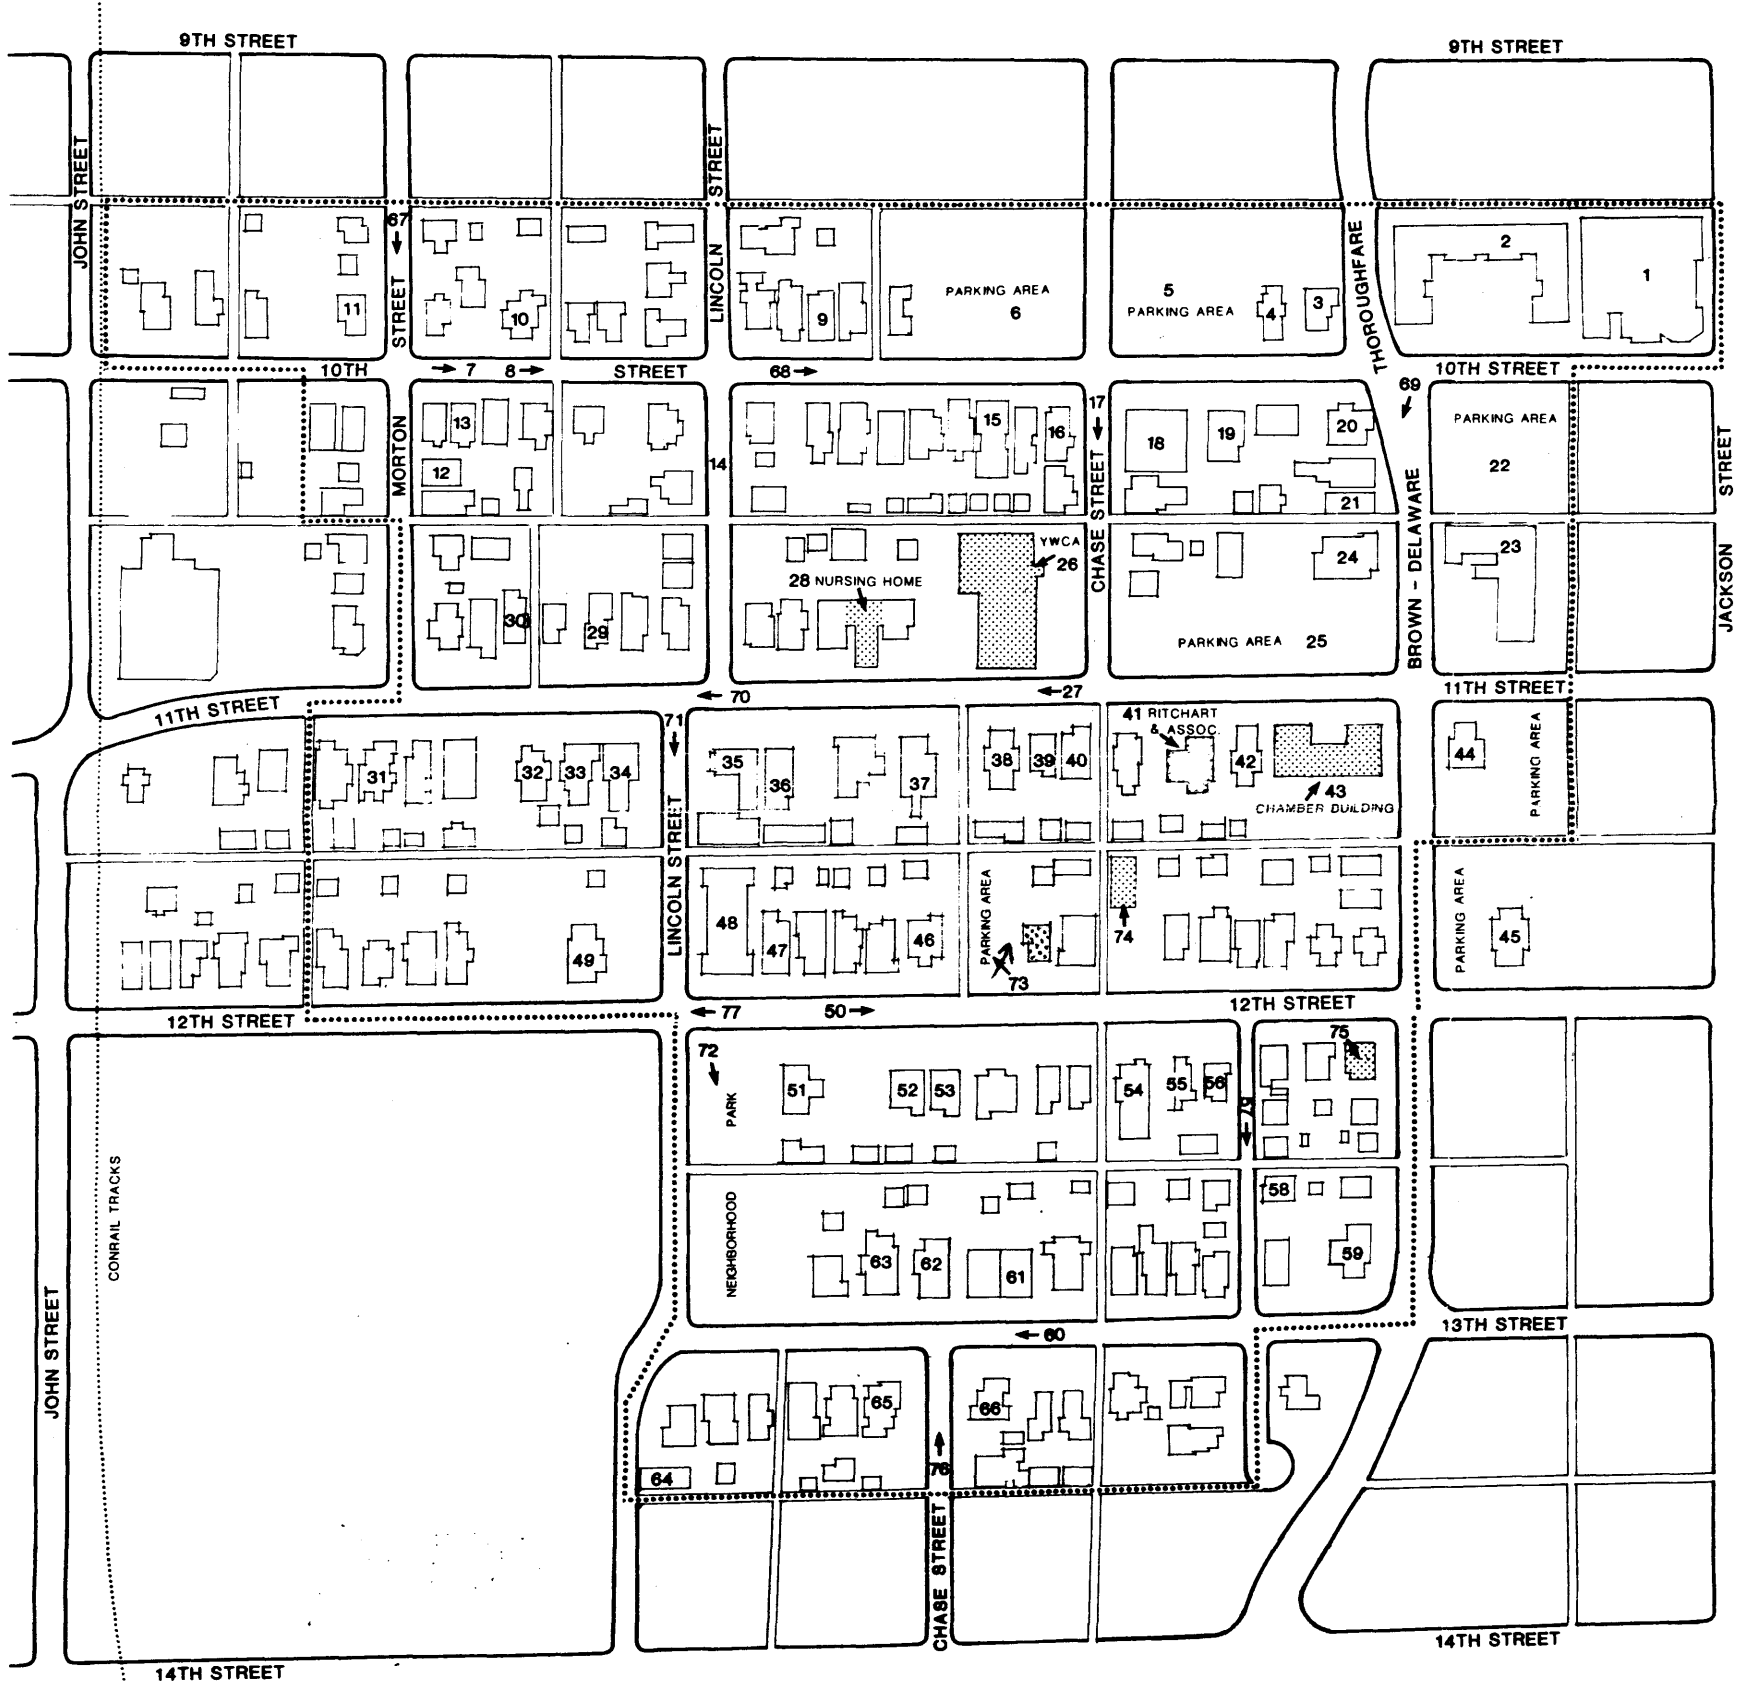 9TH STREET
9TH STREET
JOHN STREET
STREET
67
STREET
LINCOLN
THOROUGHFARE
2
1
11
10
9
PARKING AREA
6
5
PARKING AREA
4
3
10TH
7
8
STREET
68
10TH STREET
69
MORTON
13
12
14
15
16
17
CHASE STREET
18
19
20
21
PARKING AREA
22
STREET
JACKSON
BROWN - DELAWARE
YWCA
26
28 NURSING HOME
30
29
24
23
PARKING AREA 25
11TH STREET
70
27
11TH STREET
71
41 RITCHART
& ASSOC.
31
32
33
34
35
36
37
38
39
40
42
43
CHAMBER BUILDING
44
PARKING AREA
LINCOLN STREET
48
47
46
49
PARKING AREA
73
74
PARKING AREA
45
12TH STREET
77
50
12TH STREET
72
PARK
NEIGHBORHOOD
51
52
53
54
55
56
57
75
CONRAIL TRACKS
58
59
63
62
61
JOHN STREET
60
13TH STREET
64
65
66
76
CHASE STREET
14TH STREET
14TH STREET